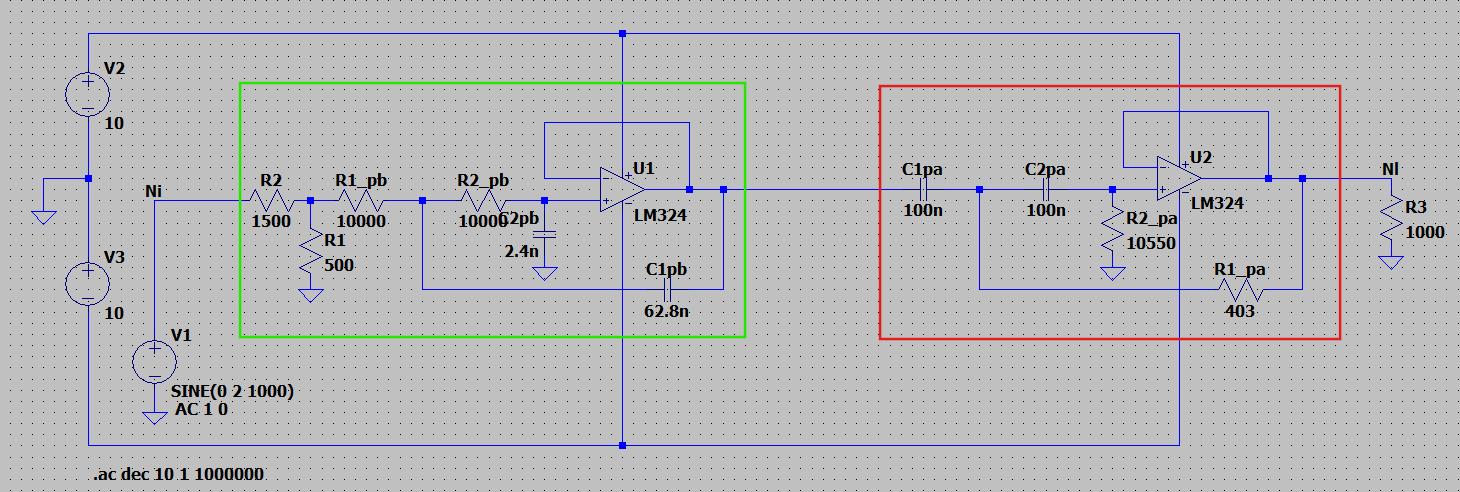 V2
10
V3
10
Ni
V1
SINE(0 2 1000)
AC 1 0
R2
1500
R1
500
R1_pb
10000
R2_pb
10000
C2pb
2.4n
U1
LM324
C1pb
62.8n
C1pa
100n
C2pa
100n
R2_pa
10550
U2
LM324
R1_pa
403
Nl
R3
1000
.ac dec 10 1 1000000